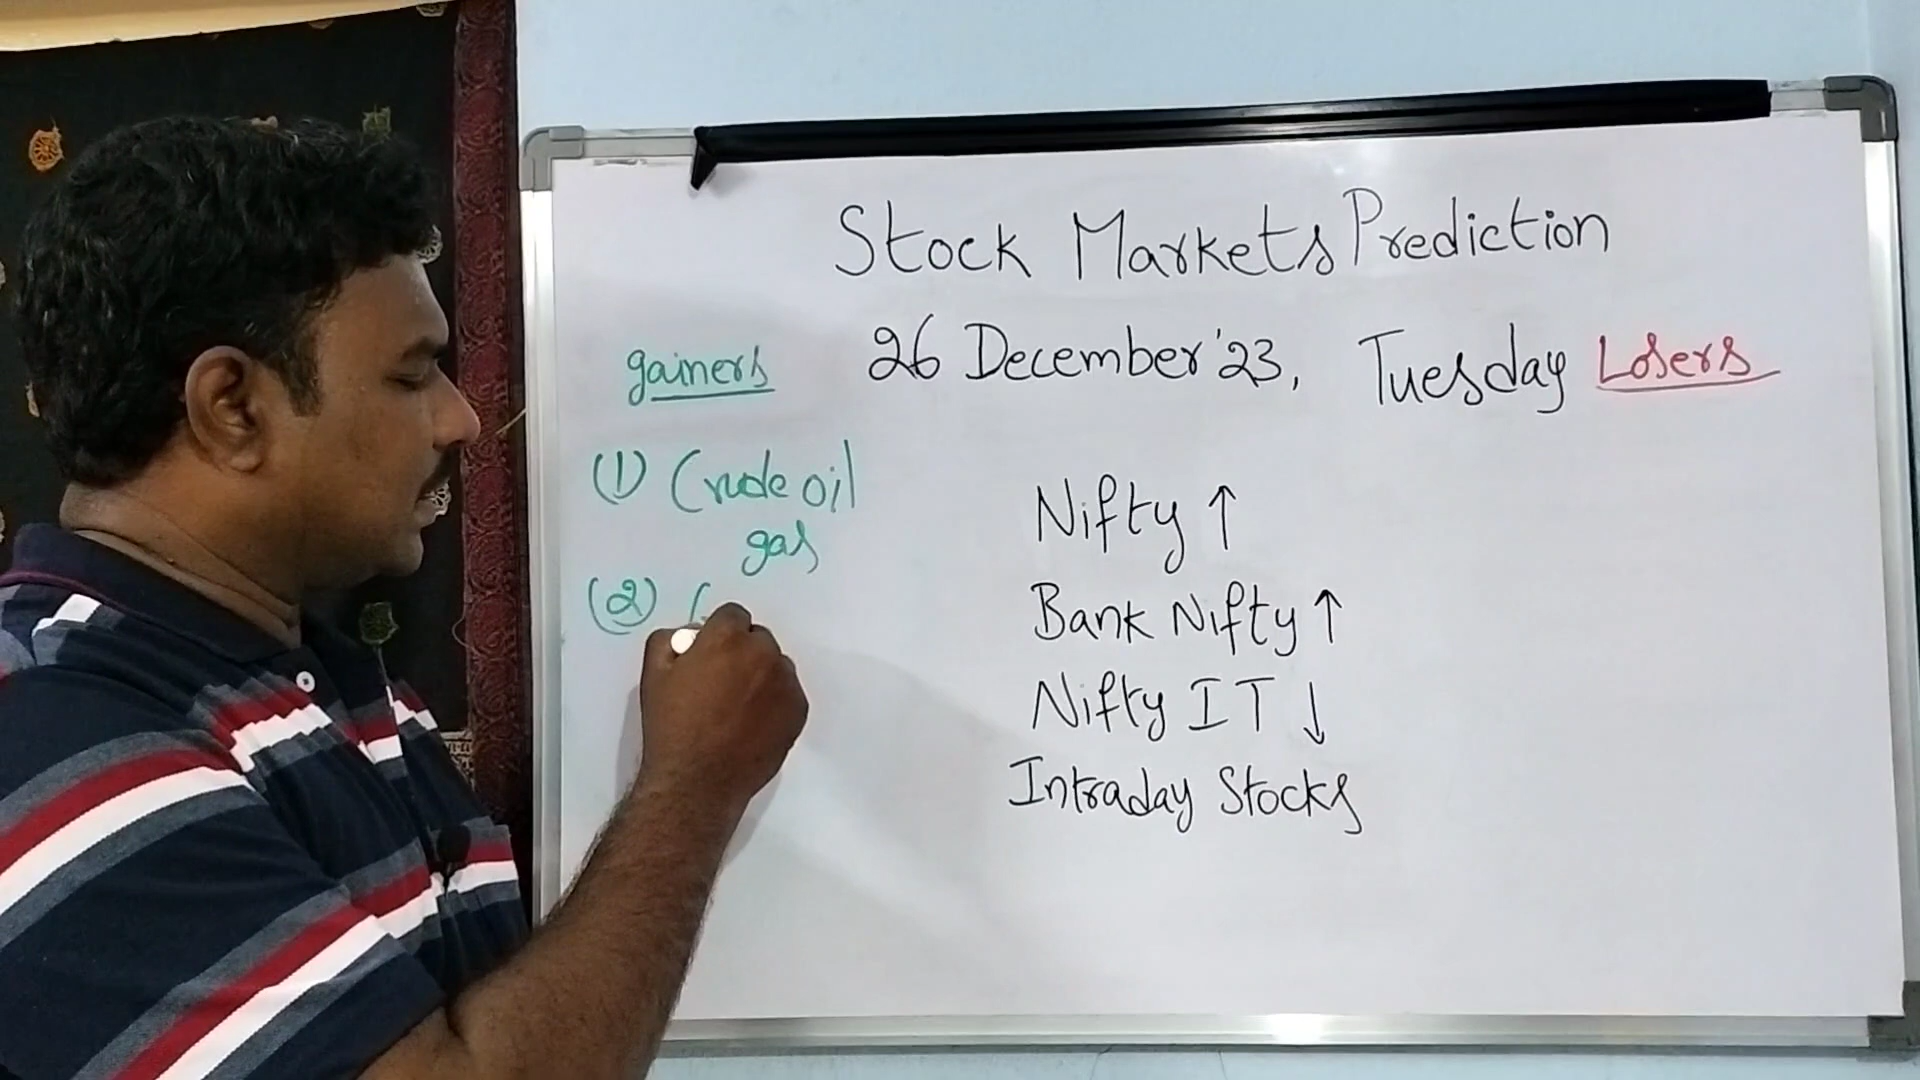 Stock Markets Prediction
26 December '23, Tuesday
gainers
Losers
(1) Crude oil
gas
(2)
Nifty ↑
Bank Nifty ↑
Nifty IT ↓
Intraday Stocks